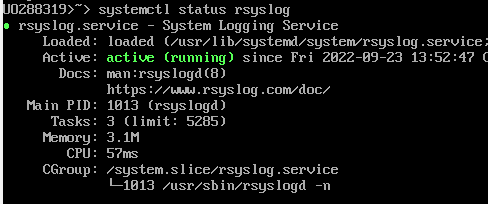 UO288319>~> systemctl status rsyslog
● rsyslog.service - System Logging Service
Loaded: loaded (/usr/lib/systemd/system/rsyslog.service;
Active: active (running) since Fri 2022-09-23 13:52:47 C
Docs: man:rsyslogd(8)
https://www.rsyslog.com/doc/
Main PID: 1013 (rsyslogd)
Tasks: 3 (limit: 5285)
Memory: 3.1M
CPU: 57ms
CGroup: /system.slice/rsyslog.service
└─1013 /usr/sbin/rsyslogd -n